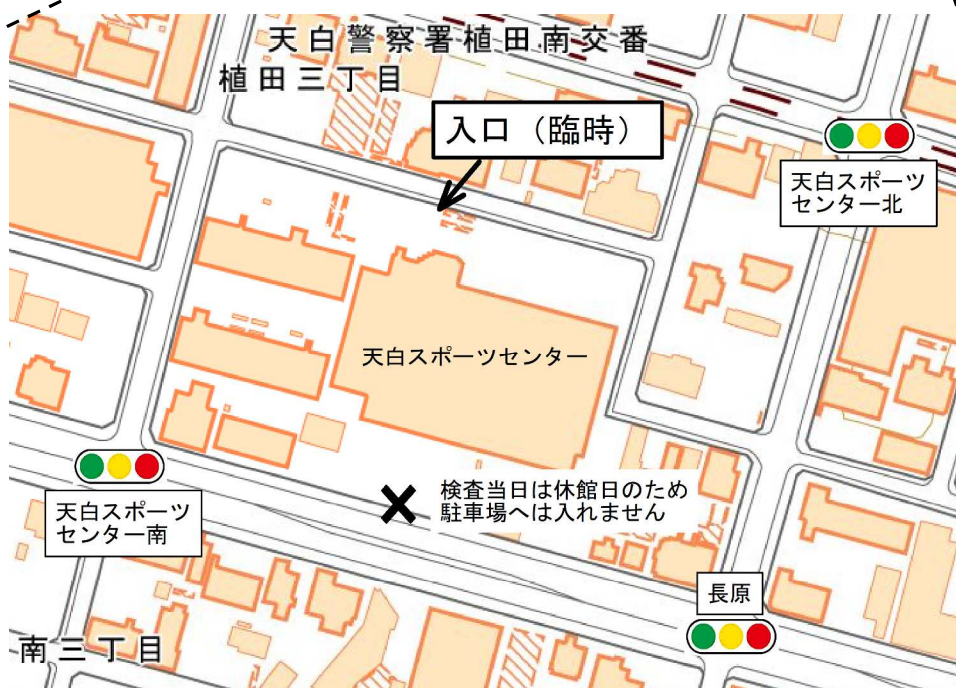 天白警察署植田南交番
植田三丁目
入口（臨時）
天白スポーツ
センター北
天白スポーツセンター
検査当日は休館日のため
駐車場へは入れません
天白スポーツ
センター南
長原
南三丁目